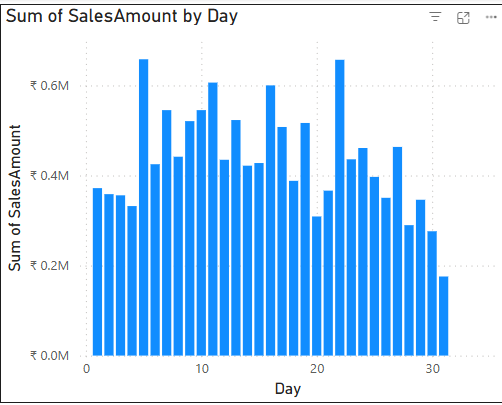 Sum of SalesAmount by Day
Sum of SalesAmount
₹ 0.6M
₹ 0.4M
₹ 0.2M
₹ 0.0M
0 10 20 30
Day